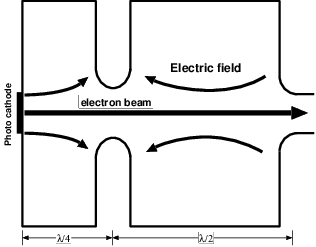 Electric field
electron beam
Photo cathode
λ/4
λ/2